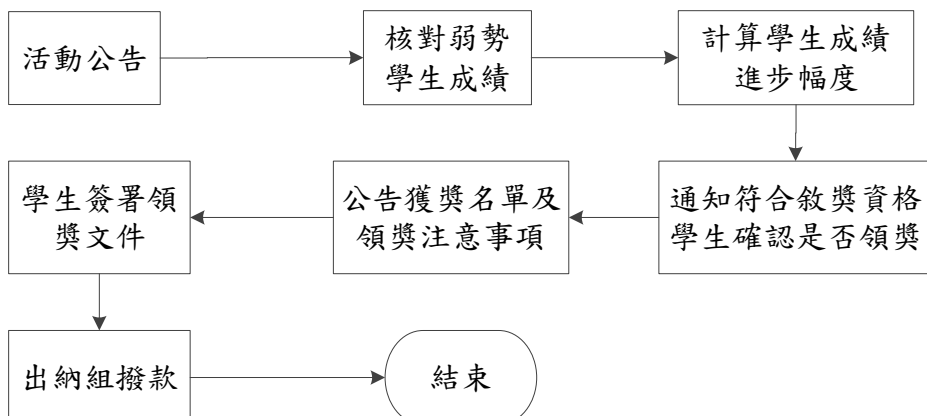 活動公告
核對弱勢
學生成績
計算學生成績
進步幅度
通知符合敘獎資格
學生確認是否領獎
公告獲獎名單及
領獎注意事項
學生簽署領
獎文件
出納組撥款
結束